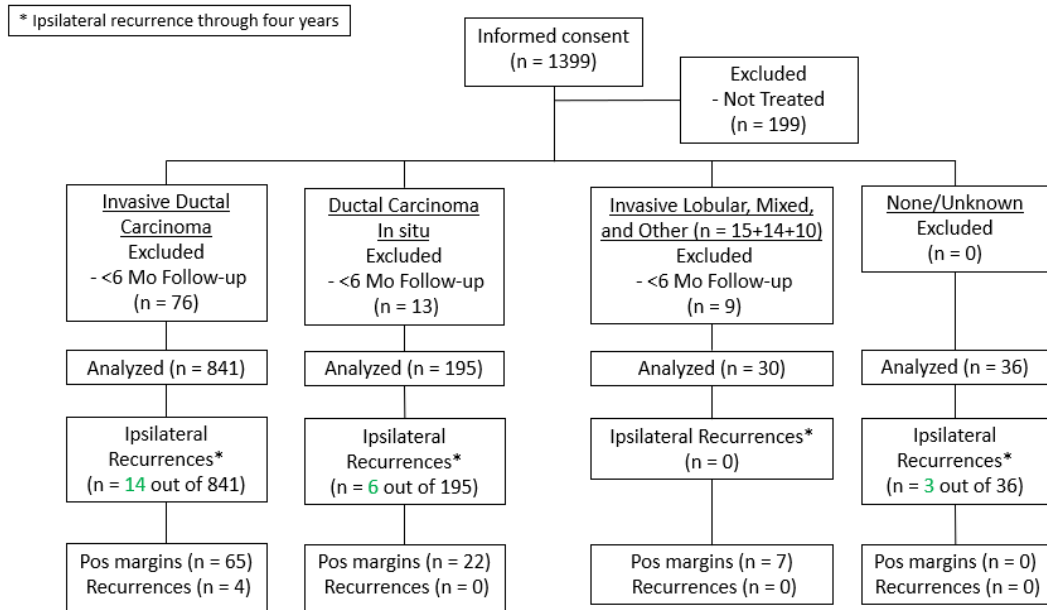 * Ipsilateral recurrence through four years
Informed consent
(n = 1399)
Excluded
- Not Treated
(n = 199)
Invasive Ductal
Carcinoma
Excluded
- <6 Mo Follow-up
(n = 76)
Ductal Carcinoma
In situ
Excluded
- <6 Mo Follow-up
(n = 13)
Invasive Lobular, Mixed,
and Other (n = 15+14+10)
Excluded
- <6 Mo Follow-up
(n = 9)
None/Unknown
Excluded
(n = 0)
Analyzed (n = 841)
Analyzed (n = 195)
Analyzed (n = 30)
Analyzed (n = 36)
Ipsilateral
Recurrences*
(n = 14 out of 841)
Ipsilateral
Recurrences*
(n = 6 out of 195)
Ipsilateral Recurrences*
(n = 0)
Ipsilateral
Recurrences*
(n = 3 out of 36)
Pos margins (n = 65)
Recurrences (n = 4)
Pos margins (n = 22)
Recurrences (n = 0)
Pos margins (n = 7)
Recurrences (n = 0)
Pos margins (n = 0)
Recurrences (n = 0)